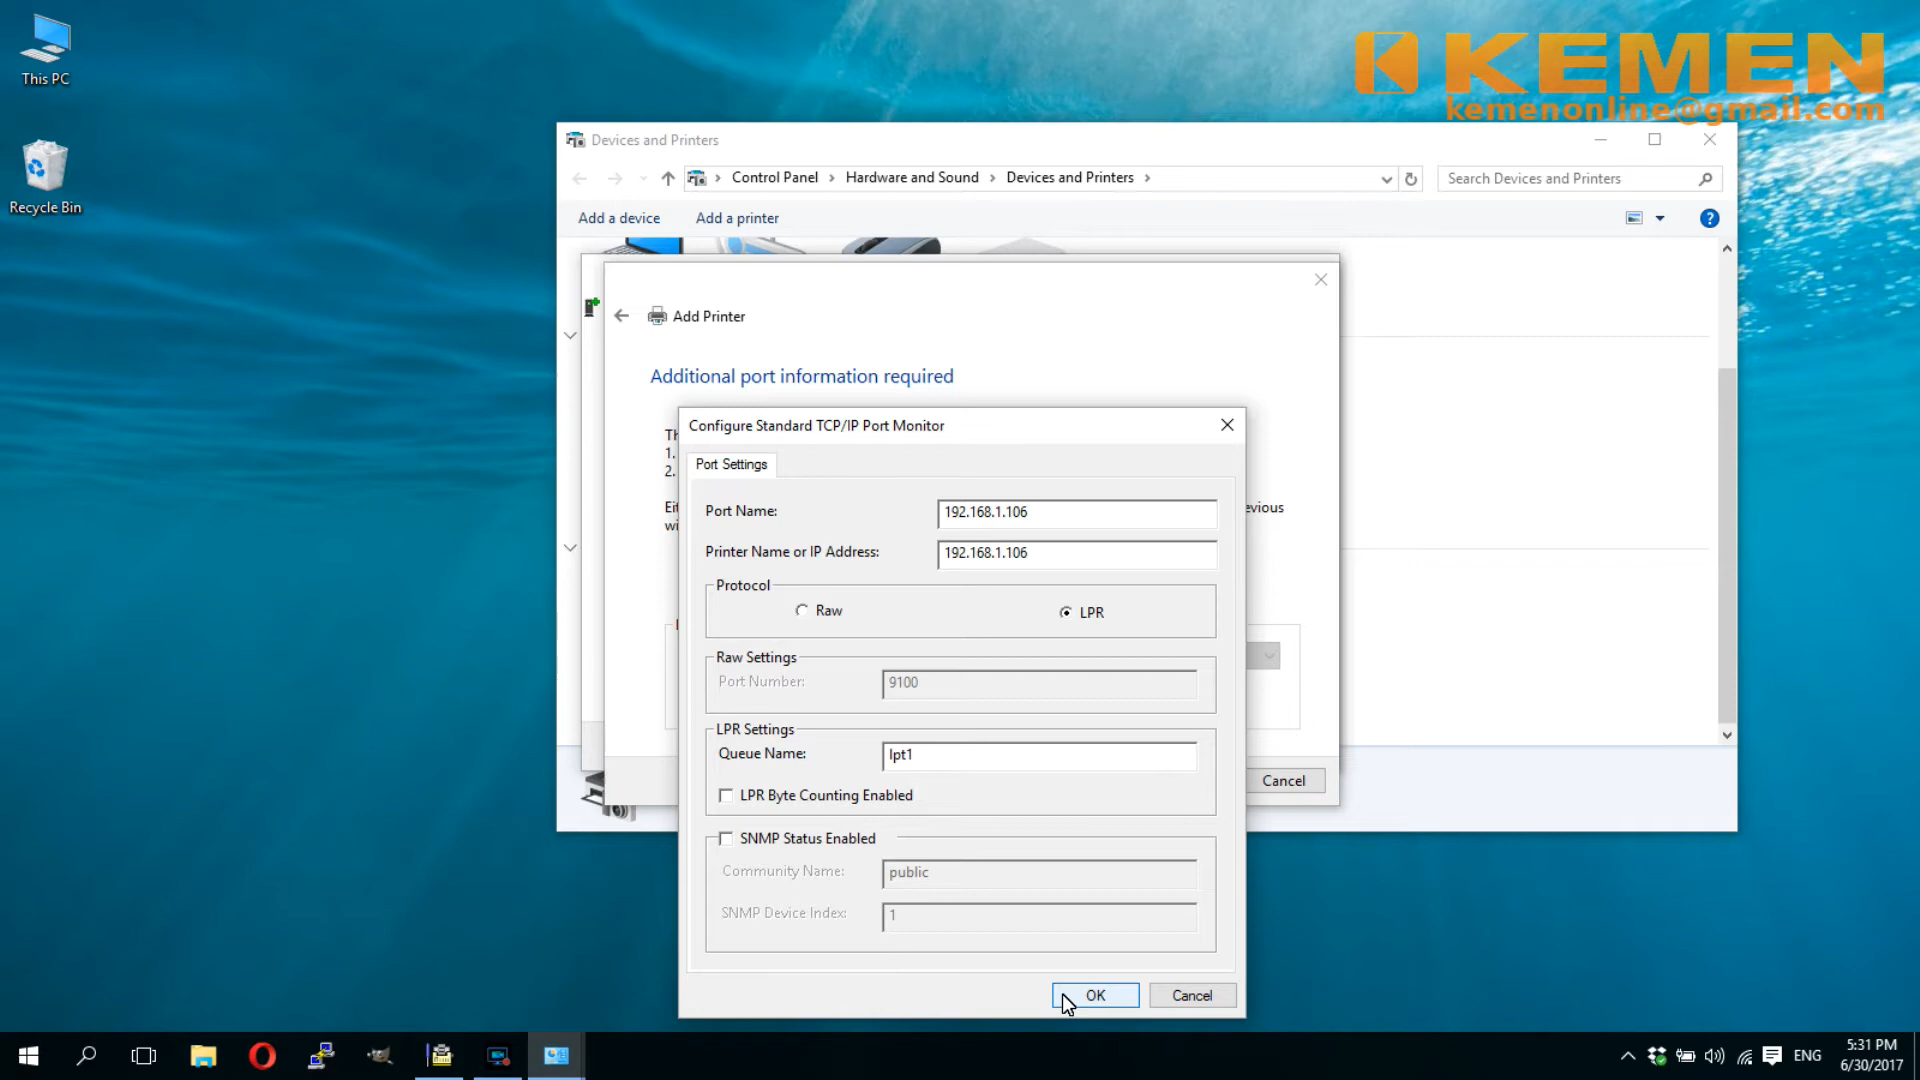 This PC
Recycle Bin
KEMEN
kemenonline@gmail.com
Devices and Printers
Control Panel
Hardware and Sound
Devices and Printers
Search Devices and Printers
Add a device
Add a printer
Add Printer
Additional port information required
1.
2.
evious
Configure Standard TCP/IP Port Monitor
Port Settings
Port Name:
192.168.1.106
Printer Name or IP Address:
192.168.1.106
Protocol
Raw
LPR
Raw Settings
Port Number:
9100
LPR Settings
Queue Name:
lpt1
LPR Byte Counting Enabled
SNMP Status Enabled
Community Name:
public
SNMP Device Index:
1
OK
Cancel
Cancel
ENG
5:31 PM
6/30/2017